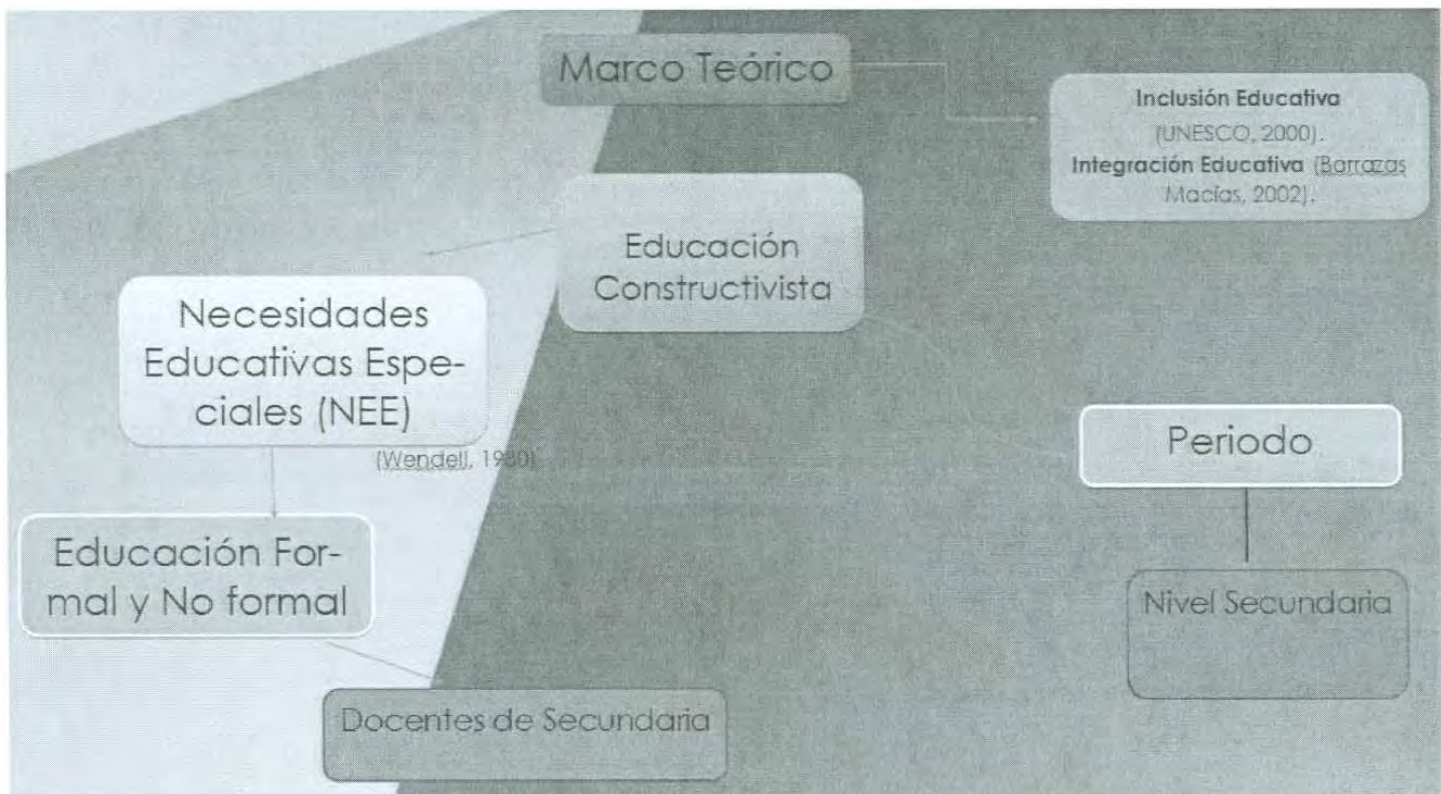 Marco Teórico
Inclusión Educativa
(UNESCO, 2000).
Integración Educativa (Barrazas
Macías, 2002).
Educación
Constructivista
Necesidades
Educativas Espe-
ciales (NEE)
(Wendell, 1980)
Periodo
Educación For-
mal y No formal
Nivel Secundaria
Docentes de Secundaria